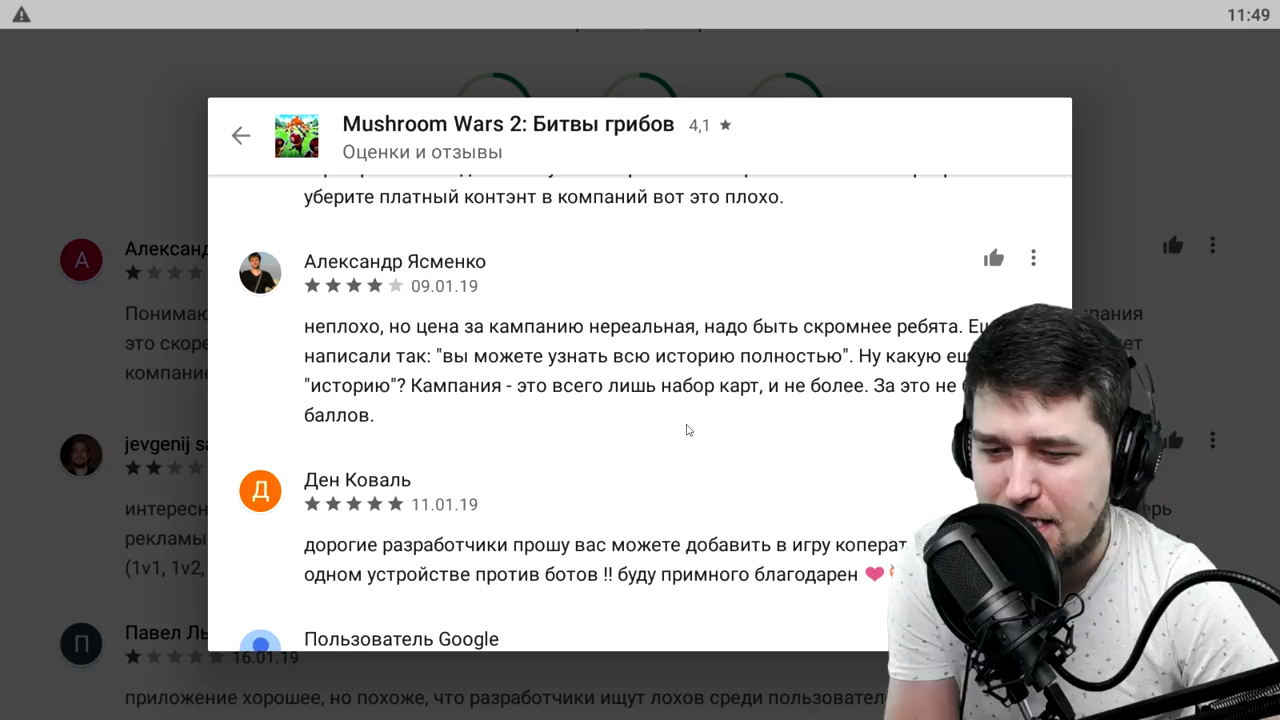 11:49
Mushroom Wars 2: Битвы грибов 4,1 ★
Оценки и отзывы
уберите платный контэнт в компаний вот это плохо.
Александр Ясменко
09.01.19
неплохо, но цена за кампанию нереальная, надо быть скромнее ребята.
написали так: "вы можете узнать всю историю полностью". Ну какую
"историю"? Кампания - это всего лишь набор карт, и не более. За это не
баллов.
Д
Ден Коваль
11.01.19
дорогие разработчики прошу вас можете добавить в игру
одном устройстве против ботов !! буду примного благодарен ❤
Пользователь Google
А
Александ
Понимаю
это скоре
компание
jevgenij
интересн
рекламы
(1v1, 1v2,
П
Павел
16.01.19
приложение хорошее, но похоже, что разработчики ищут лохов среди